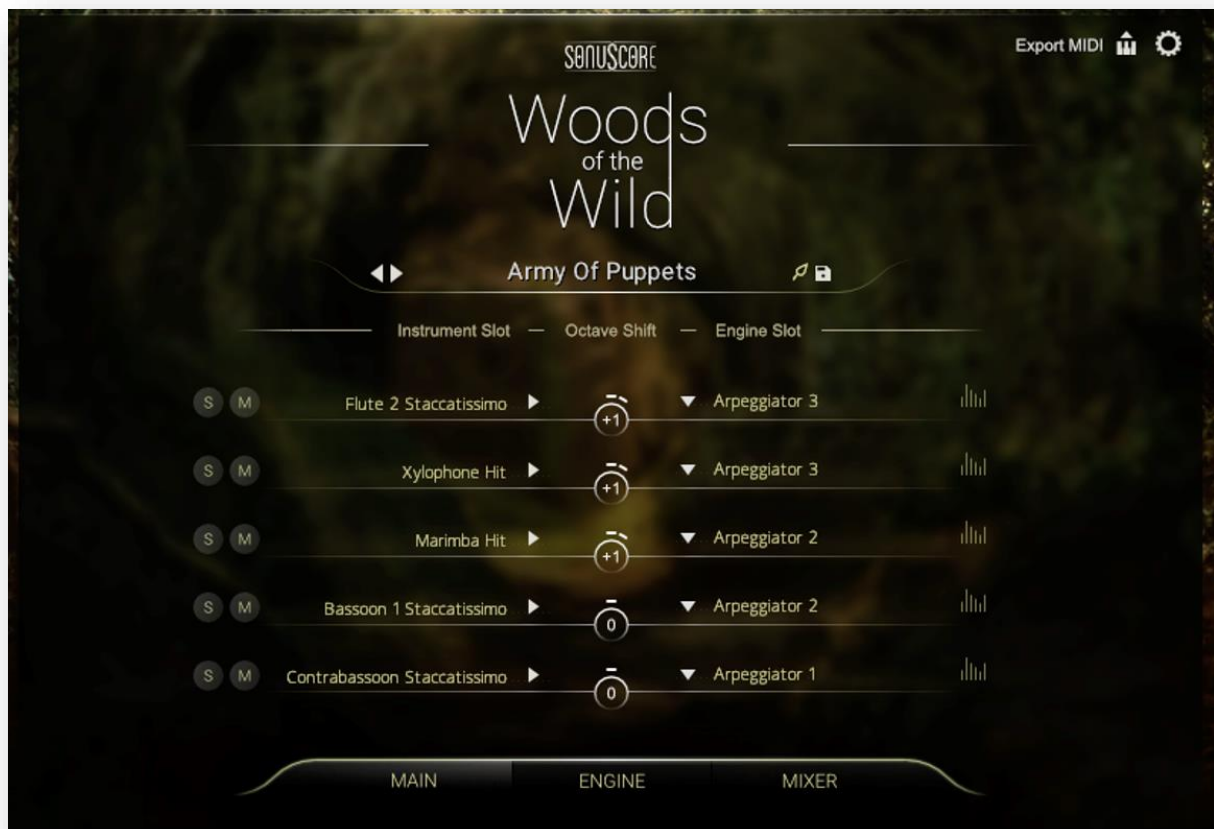 Export MIDI
SONUSCORE
Woods
of the
Wild
Army Of Puppets
Instrument Slot — Octave Shift — Engine Slot
S M Flute 2 Staccatissimo +1 Arpeggiator 3
S M Xylophone Hit +1 Arpeggiator 3
S M Marimba Hit +1 Arpeggiator 2
S M Bassoon 1 Staccatissimo 0 Arpeggiator 2
S M Contrabassoon Staccatissimo 0 Arpeggiator 1
MAIN ENGINE MIXER